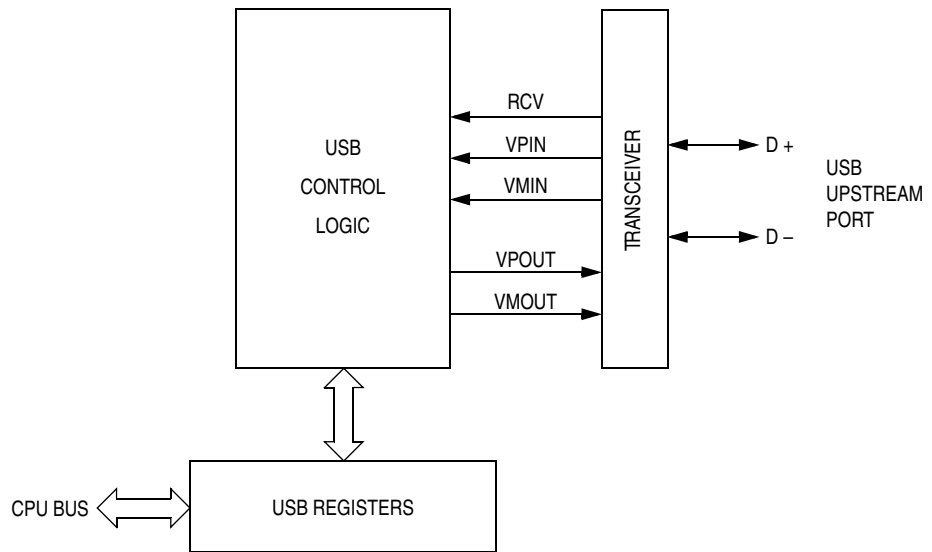 USB
CONTROL
LOGIC
RCV
VPIN
VMIN
VPOUT
VMOUT
TRANSCEIVER
D +
D –
USB
UPSTREAM
PORT
CPU BUS
USB REGISTERS